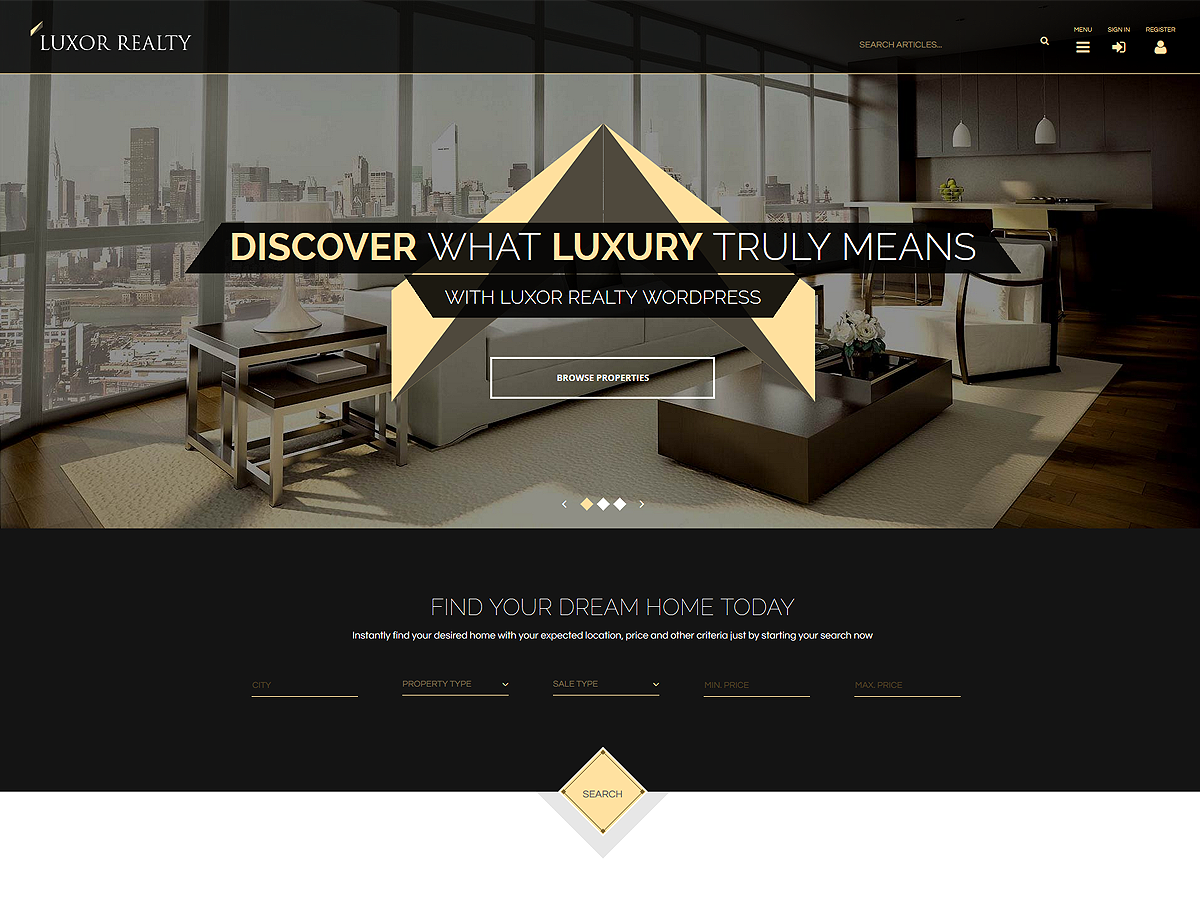 LUXOR REALTY
SEARCH ARTICLES...
MENU
SIGN IN
REGISTER
DISCOVER WHAT LUXURY TRULY MEANS
WITH LUXOR REALTY WORDPRESS
BROWSE PROPERTIES
FIND YOUR DREAM HOME TODAY
Instantly find your desired home with your expected location, price and other criteria just by starting your search now
CITY
PROPERTY TYPE
SALE TYPE
MIN. PRICE
MAX. PRICE
SEARCH